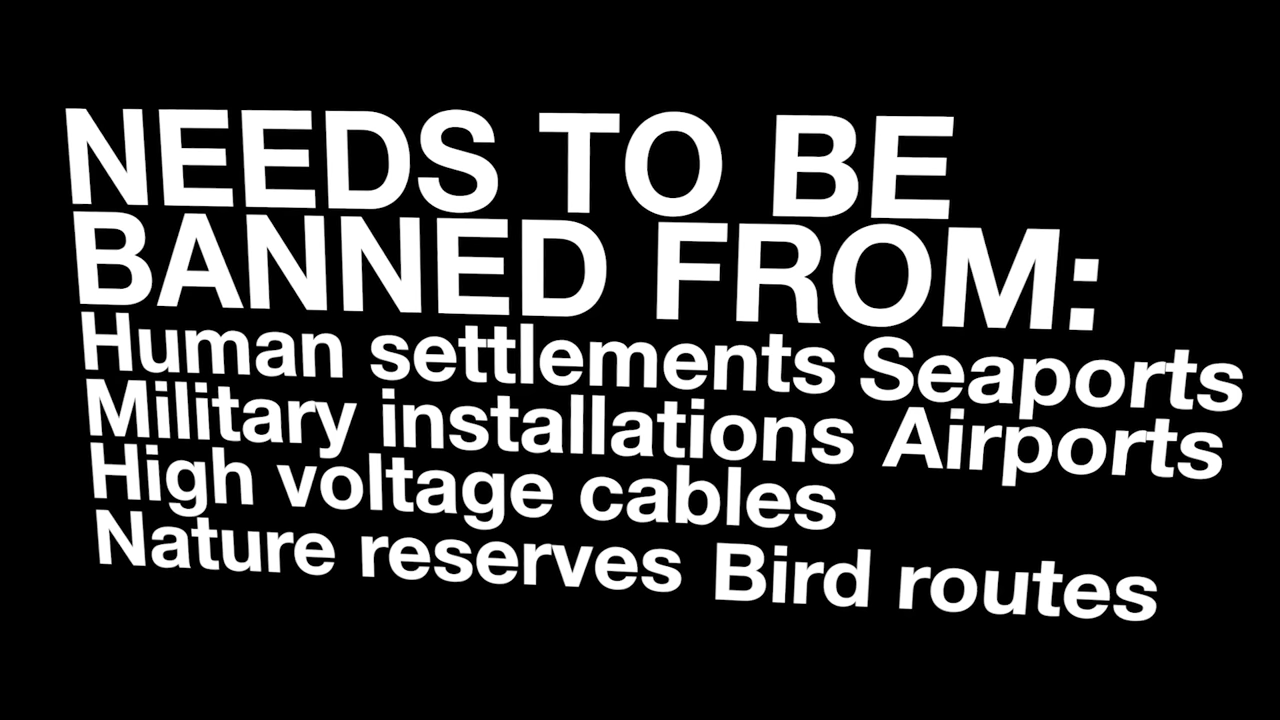 NEEDS TO BE
BANNED FROM:
Human settlements Seaports
Military installations Airports
High voltage cables
Nature reserves Bird routes